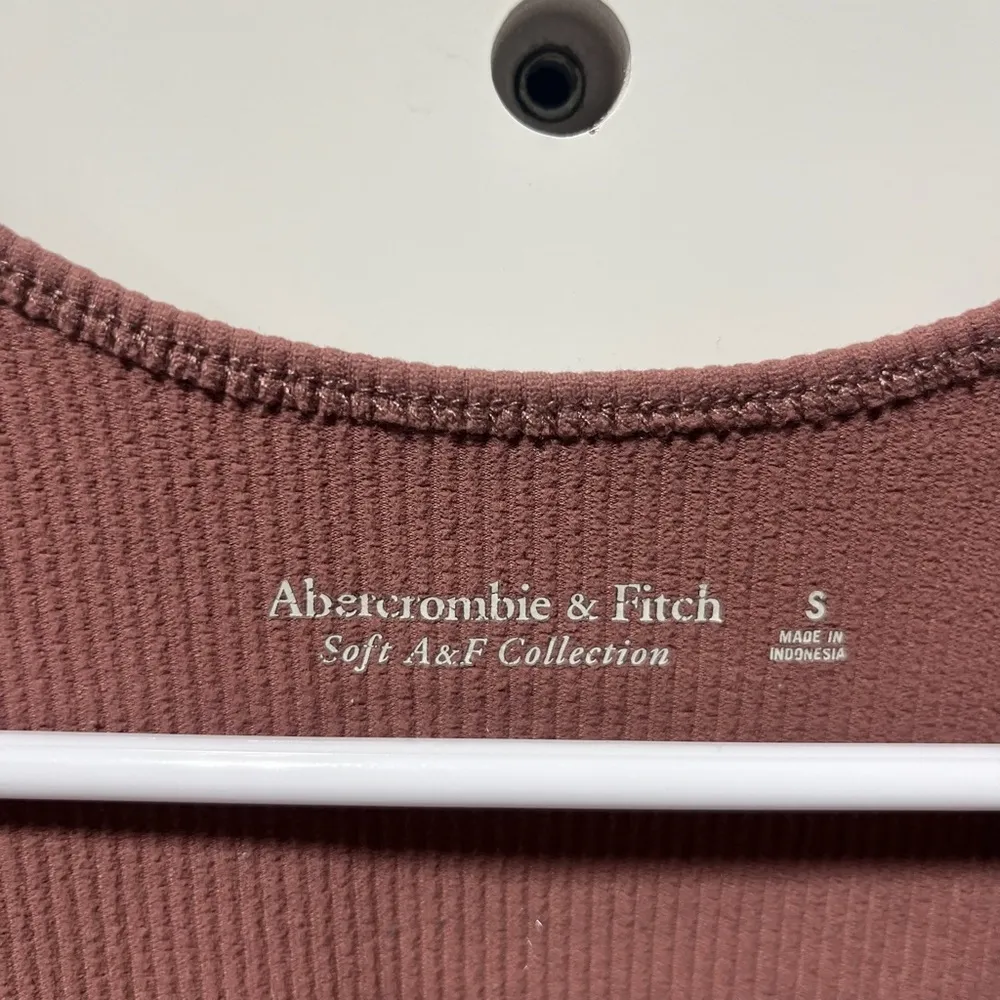 Abercrombie & Fitch
Soft A&F Collection
S
MADE IN
INDONESIA